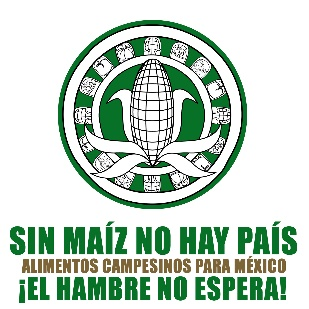 SIN MAÍZ NO HAY PAÍS
ALIMENTOS CAMPESINOS PARA MÉXICO
¡EL HAMBRE NO ESPERA!